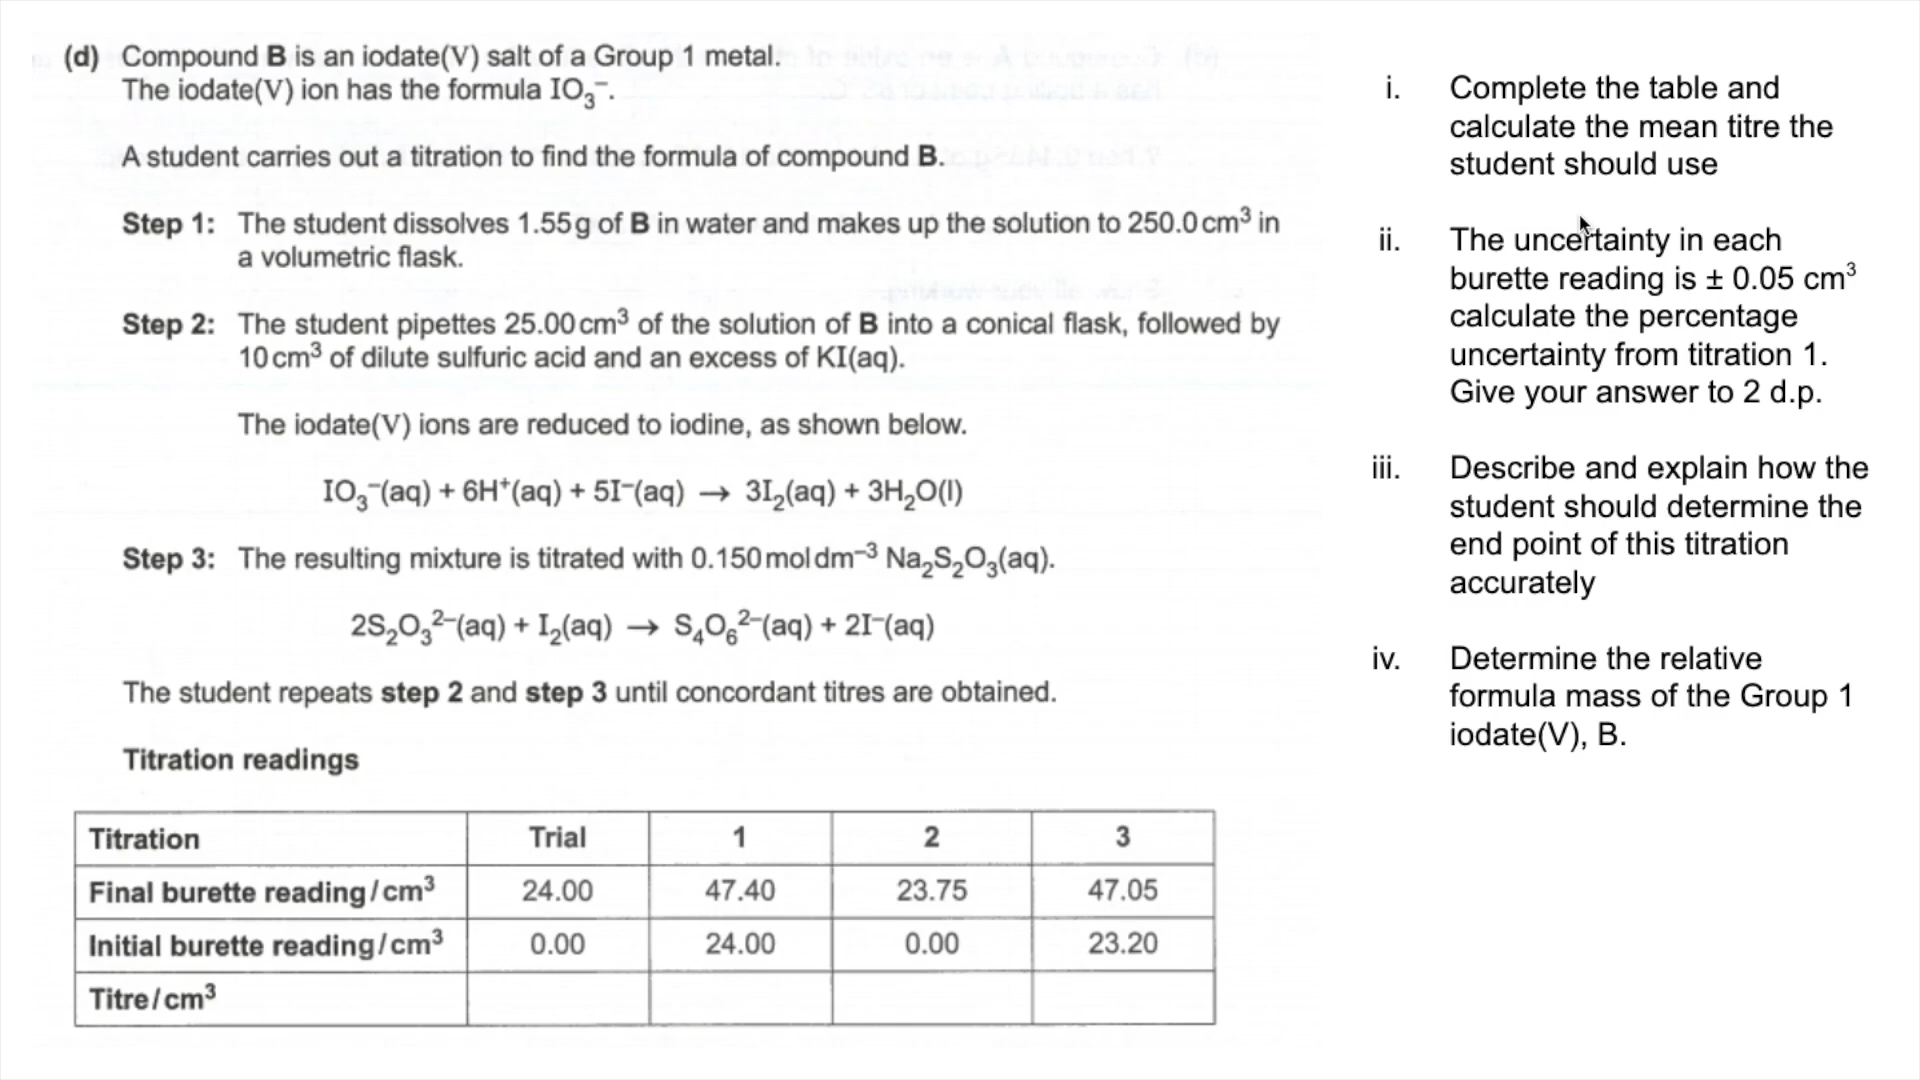 (d) Compound B is an iodate(V) salt of a Group 1 metal.
The iodate(V) ion has the formula IO₃⁻.
A student carries out a titration to find the formula of compound B.
Step 1: The student dissolves 1.55 g of B in water and makes up the solution to 250.0 cm³ in
a volumetric flask.
Step 2: The student pipettes 25.00 cm³ of the solution of B into a conical flask, followed by
10 cm³ of dilute sulfuric acid and an excess of KI(aq).
The iodate(V) ions are reduced to iodine, as shown below.
IO₃⁻(aq) + 6H⁺(aq) + 5I⁻(aq) → 3I₂(aq) + 3H₂O(l)
Step 3: The resulting mixture is titrated with 0.150 mol dm⁻³ Na₂S₂O₃(aq).
2S₂O₃²⁻(aq) + I₂(aq) → S₄O₆²⁻(aq) + 2I⁻(aq)
The student repeats step 2 and step 3 until concordant titres are obtained.
Titration readings
Titration Trial 1 2 3
Final burette reading / cm³ 24.00 47.40 23.75 47.05
Initial burette reading / cm³ 0.00 24.00 0.00 23.20
Titre / cm³
i. Complete the table and
calculate the mean titre the
student should use
ii. The uncertainty in each
burette reading is ± 0.05 cm³
calculate the percentage
uncertainty from titration 1.
Give your answer to 2 d.p.
iii. Describe and explain how the
student should determine the
end point of this titration
accurately
iv. Determine the relative
formula mass of the Group 1
iodate(V), B.